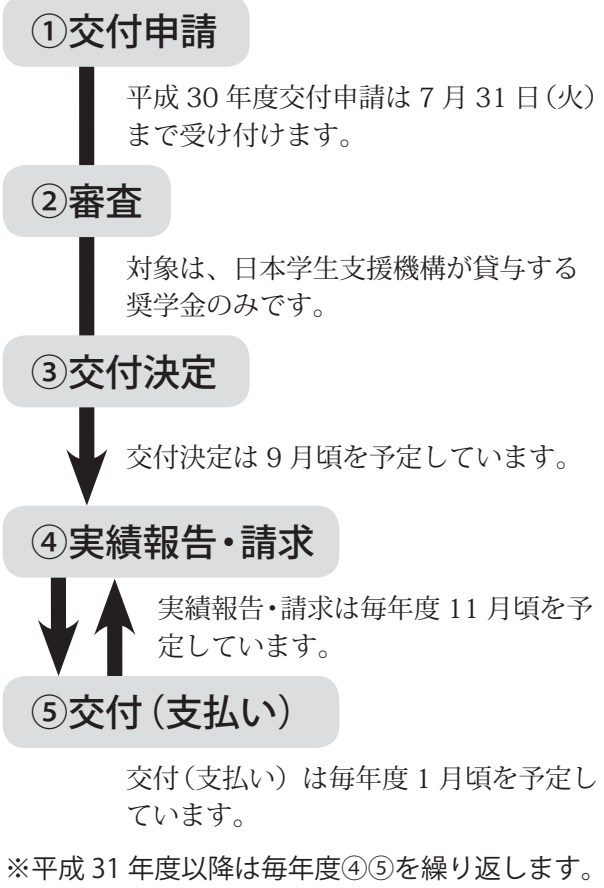 ①交付申請
平成 30 年度交付申請は 7 月 31 日（火）
まで受け付けます。
②審査
対象は、日本学生支援機構が貸与する
奨学金のみです。
③交付決定
交付決定は 9 月頃を予定しています。
④実績報告・請求
実績報告・請求は毎年度 11 月頃を予
定しています。
⑤交付（支払い）
交付（支払い）は毎年度 1 月頃を予定し
ています。
※平成 31 年度以降は毎年度④⑤を繰り返します。